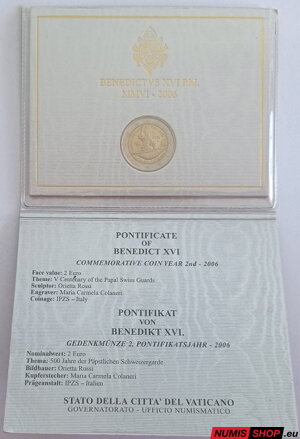 BENEDICTVS XVI P.M.
MMVI - 2006
PONTIFICATE
OF
BENEDICT XVI
COMMEMORATIVE COIN YEAR 2nd - 2006
Face value: 2 Euro
Theme: V Centenary of the Papal Swiss Guards
Sculptor: Orietta Rossi
Engraver: Maria Carmela Colaneri
Coinage: IPZS - Italy
PONTIFIKAT
VON
BENEDIKT XVI.
GEDENKMÜNZE 2. PONTIFIKATSJAHR - 2006
Nominalwert: 2 Euro
Thema: 500 Jahre der Päpstlichen Schweizergarde
Bildhauer: Orietta Rossi
Kupferstecher: Maria Carmela Colaneri
Prägeanstalt: IPZS - Italien
STATO DELLA CITTA' DEL VATICANO
GOVERNATORATO - UFFICIO NUMISMATICO
NUMIS SHOP.eu